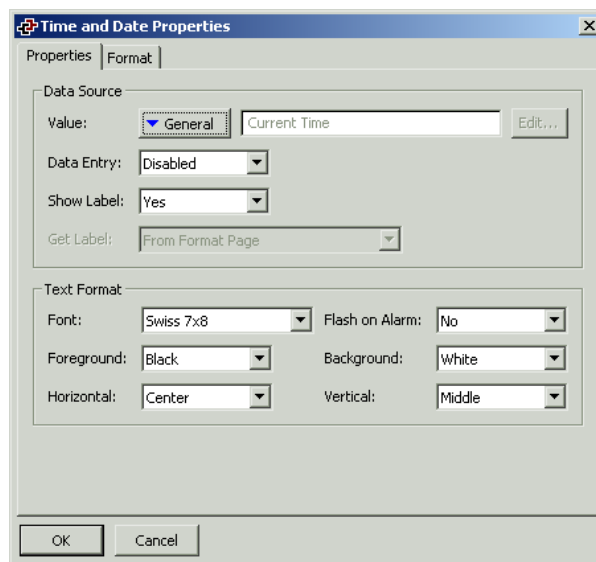 Time and Date Properties
Properties Format
Data Source
Value: General Current Time Edit...
Data Entry: Disabled
Show Label: Yes
Get Label: From Format Page
Text Format
Font: Swiss 7x8 Flash on Alarm: No
Foreground: Black Background: White
Horizontal: Center Vertical: Middle
OK Cancel